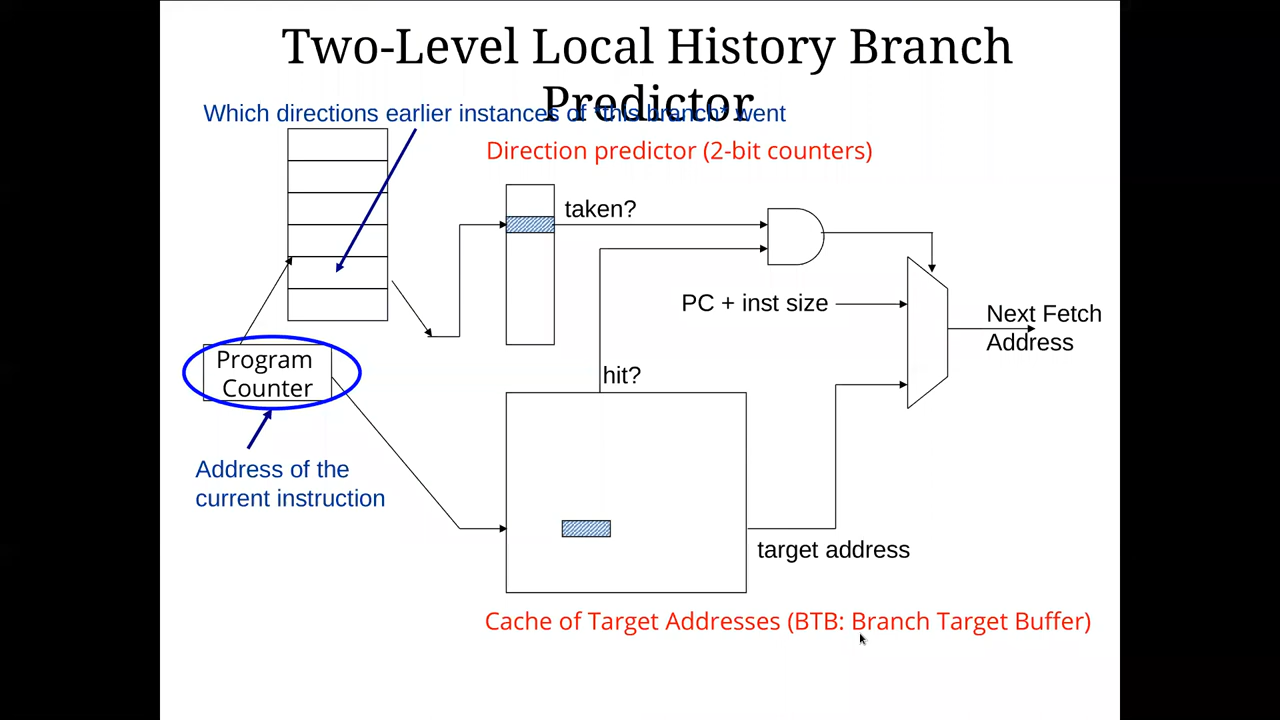 Two-Level Local History Branch
Predictor
Which directions earlier instances of *this branch* went
Direction predictor (2-bit counters)
taken?
PC + inst size
Next Fetch
Address
hit?
Program
Counter
Address of the
current instruction
target address
Cache of Target Addresses (BTB: Branch Target Buffer)